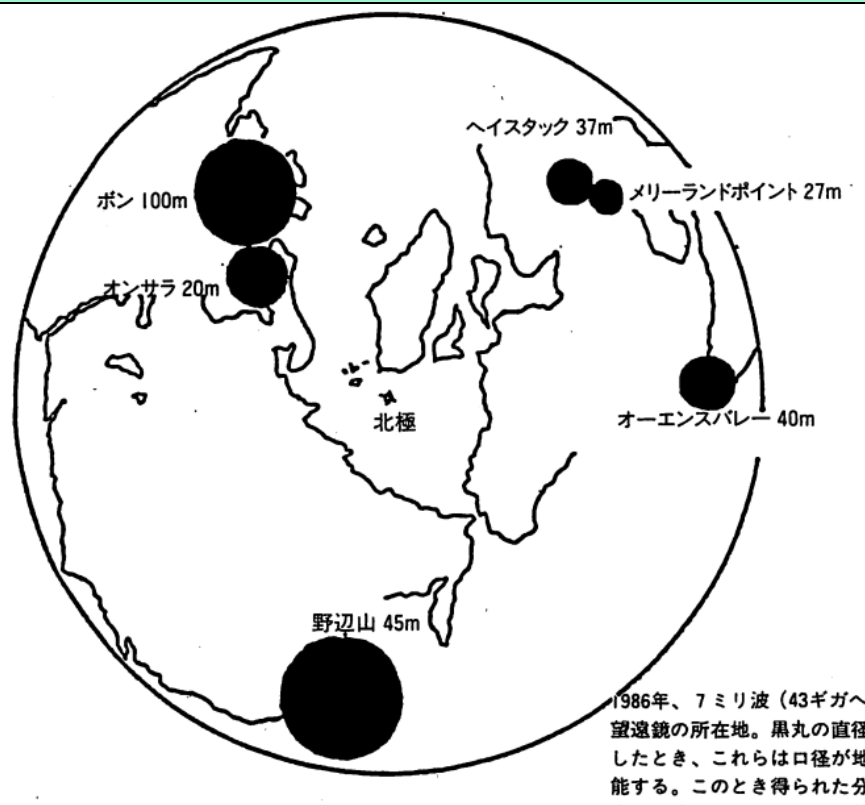 ヘイスタック 37m
メリーランドポイント 27m
ボン 100m
オンサラ 20m
北極
オーエンスバレー 40m
野辺山 45m
1986年、7ミリ波（43ギガヘ
望遠鏡の所在地。黒丸の直径
したとき、これらは口径が地
能する。このとき得られた分